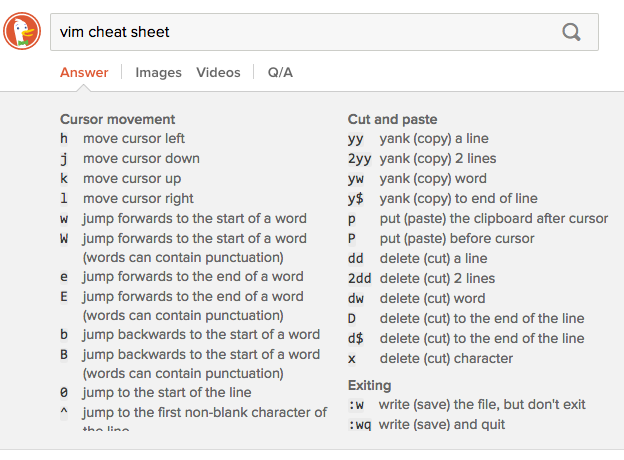 vim cheat sheet
Answer
Images
Videos
Q/A
Cursor movement
h move cursor left
j move cursor down
k move cursor up
l move cursor right
w jump forwards to the start of a word
W jump forwards to the start of a word
(words can contain punctuation)
e jump forwards to the end of a word
E jump forwards to the end of a word
(words can contain punctuation)
b jump backwards to the start of a word
B jump backwards to the start of a word
(words can contain punctuation)
0 jump to the start of the line
^ jump to the first non-blank character of
the line
Cut and paste
yy yank (copy) a line
2yy yank (copy) 2 lines
yw yank (copy) word
y$ yank (copy) to end of line
p put (paste) the clipboard after cursor
P put (paste) before cursor
dd delete (cut) a line
2dd delete (cut) 2 lines
dw delete (cut) word
D delete (cut) to the end of the line
d$ delete (cut) to the end of the line
x delete (cut) character
Exiting
:w write (save) the file, but don't exit
:wq write (save) and quit